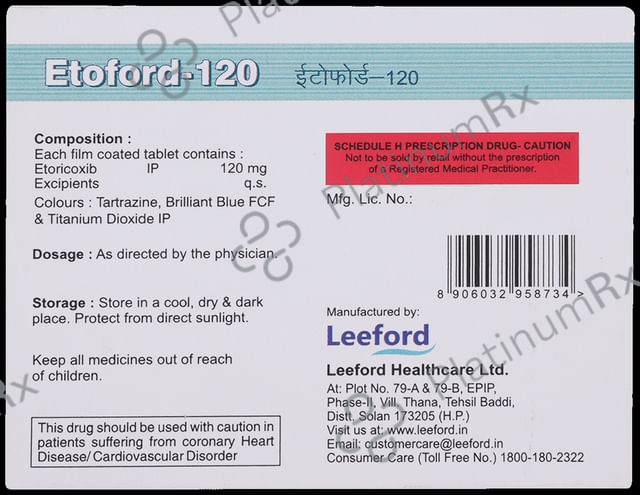 Etoford-120 ईटोफोर्ड–120
Composition :
Each film coated tablet contains :
Etoricoxib IP 120 mg
Excipients q.s.
Colours : Tartrazine, Brilliant Blue FCF
& Titanium Dioxide IP
Dosage : As directed by the physician.
Storage : Store in a cool, dry & dark
place. Protect from direct sunlight.
Keep all medicines out of reach
of children.
This drug should be used with caution in
patients suffering from coronary Heart
Disease/Cardiovascular Disorder
SCHEDULE H PRESCRIPTION DRUG- CAUTION
Not to be sold by retail without the prescription
of a Registered Medical Practitioner.
Mfg. Lic. No.:
8 906032 958734 >
Manufactured by:
Leeford
Leeford Healthcare Ltd.
At: Plot No. 79-A & 79-B, EPIP,
Phase-II, Vill. Thana, Tehsil Baddi,
Distt. Solan 173205 (H.P.)
Visit us at: www.leeford.in
Email: customercare@leeford.in
Consumer Care (Toll Free No.) 1800-180-2322
PlatinumRx
PlatinumRx